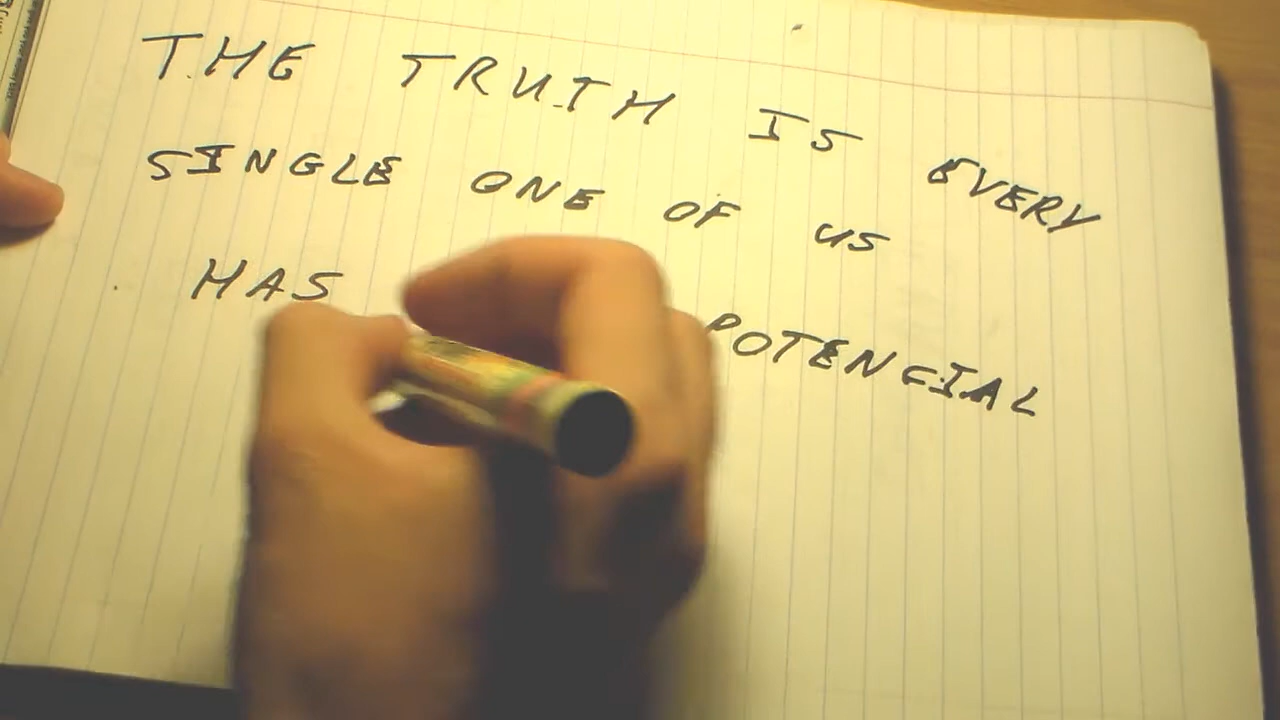 THE TRUTH IS EVERY
SINGLE ONE OF US
HAS POTENCIAL